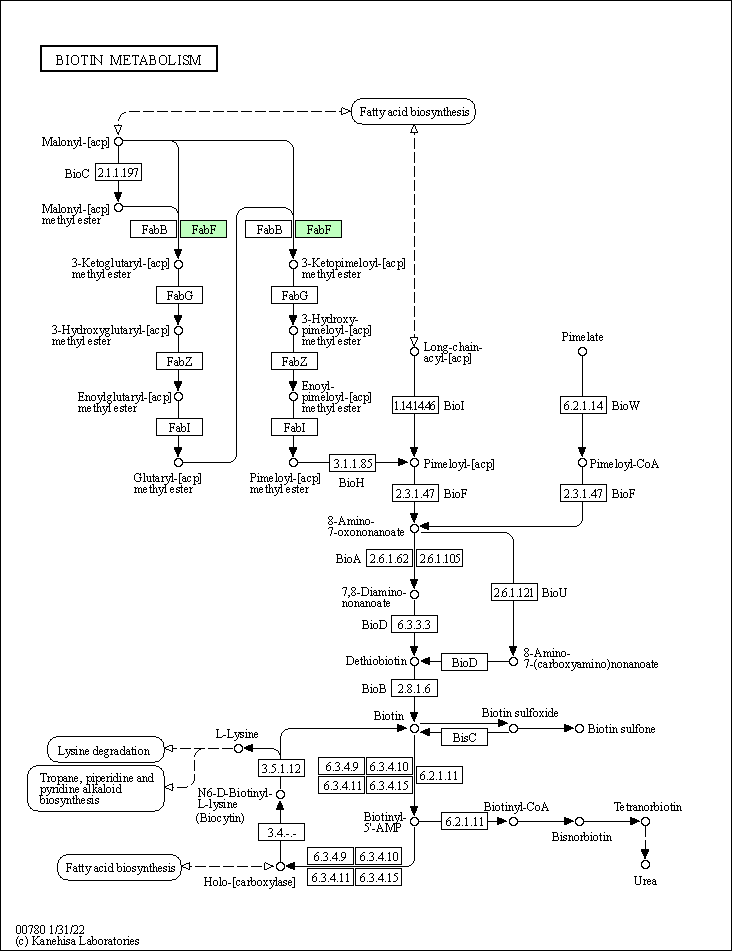 BIOTIN METABOLISM
Fatty acid biosynthesis
Malonyl-[acp]
BioC
2.1.1.197
Malonyl-[acp]
methyl ester
FabB
FabF
FabB
FabF
3-Ketoglutaryl-[acp]
methyl ester
3-Ketopimeloyl-[acp]
methyl ester
FabG
FabG
3-Hydroxyglutaryl-[acp]
methyl ester
3-Hydroxy-
pimeloyl-[acp]
methyl ester
Long-chain-
acyl-[acp]
Pimelate
FabZ
FabZ
Enoylglutaryl-[acp]
methyl ester
Enoyl-
pimeloyl-[acp]
methyl ester
1.14.14.46
BioI
6.2.1.14
BioW
FabI
FabI
Glutaryl-[acp]
methyl ester
Pimeloyl-[acp]
methyl ester
3.1.1.85
BioH
Pimeloyl-[acp]
Pimeloyl-CoA
2.3.1.47
BioF
2.3.1.47
BioF
8-Amino-
7-oxononanoate
BioA
2.6.1.62
2.6.1.105
7,8-Diamino-
nonanoate
2.6.1.121
BioU
BioD
6.3.3.3
Dethiobiotin
BioD
8-Amino-
7-(carboxyamino)nonanoate
BioB
2.8.1.6
Biotin
Biotin sulfoxide
Biotin sulfone
BisC
L-Lysine
Lysine degradation
3.5.1.12
6.3.4.9
6.3.4.10
6.3.4.11
6.3.4.15
6.2.1.11
Tropane, piperidine and
pyridine alkaloid
biosynthesis
N6-D-Biotinyl-
L-lysine
(Biocytin)
3.4.-.-
Biotinyl-
5'-AMP
6.2.1.11
Biotinyl-CoA
Bisnorbiotin
Tetranorbiotin
Urea
Fatty acid biosynthesis
Holo-[carboxylase]
6.3.4.9
6.3.4.10
6.3.4.11
6.3.4.15
00780 1/31/22
(c) Kanehisa Laboratories